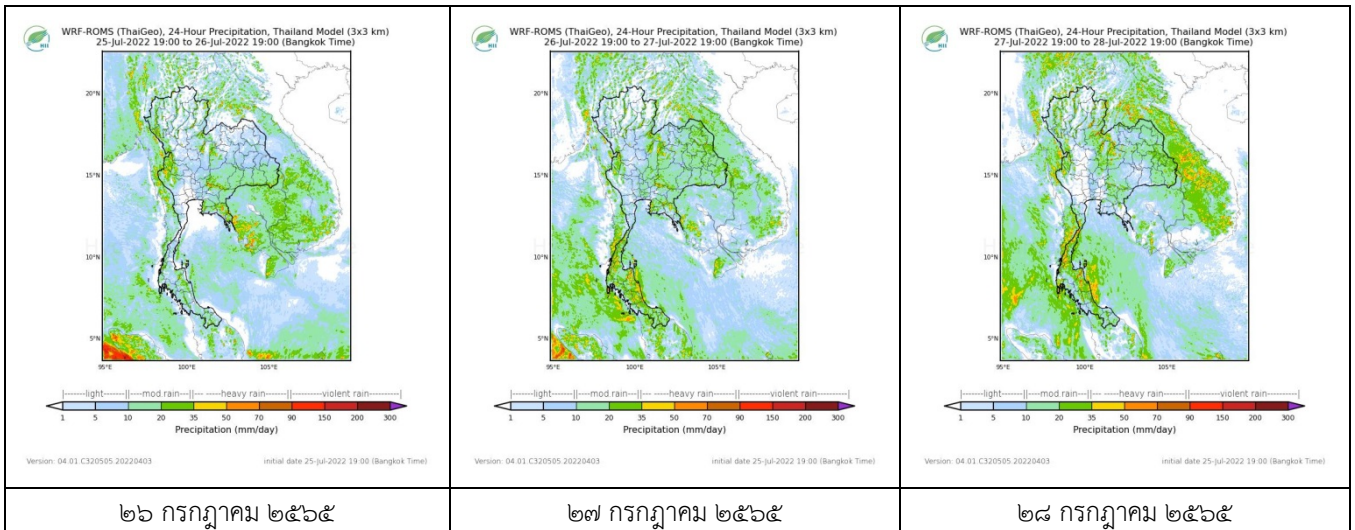 HII
WRF-ROMS (ThaiGeo), 24-Hour Precipitation, Thailand Model (3x3 km)
25-Jul-2022 19:00 to 26-Jul-2022 19:00 (Bangkok Time)
20°N
15°N
10°N
5°N
95°E 100°E 105°E
|-------light------||---mod.rain---||--- heavy rain----||------violent rain------|
1 5 10 20 35 50 70 90 150 200 300
Precipitation (mm/day)
Version: 04.01.C320505.20220403 initial date 25-Jul-2022 19:00 (Bangkok Time)
๒๖ กรกฎาคม ๒๕๖๕
HII
WRF-ROMS (ThaiGeo), 24-Hour Precipitation, Thailand Model (3x3 km)
26-Jul-2022 19:00 to 27-Jul-2022 19:00 (Bangkok Time)
20°N
15°N
10°N
5°N
95°E 100°E 105°E
|-------light------||---mod.rain---||--- heavy rain----||------violent rain------|
1 5 10 20 35 50 70 90 150 200 300
Precipitation (mm/day)
Version: 04.01.C320505.20220403 initial date 25-Jul-2022 19:00 (Bangkok Time)
๒๗ กรกฎาคม ๒๕๖๕
HII
WRF-ROMS (ThaiGeo), 24-Hour Precipitation, Thailand Model (3x3 km)
27-Jul-2022 19:00 to 28-Jul-2022 19:00 (Bangkok Time)
20°N
15°N
10°N
5°N
95°E 100°E 105°E
|-------light------||---mod.rain---||--- heavy rain----||------violent rain------|
1 5 10 20 35 50 70 90 150 200 300
Precipitation (mm/day)
Version: 04.01.C320505.20220403 initial date 25-Jul-2022 19:00 (Bangkok Time)
๒๘ กรกฎาคม ๒๕๖๕